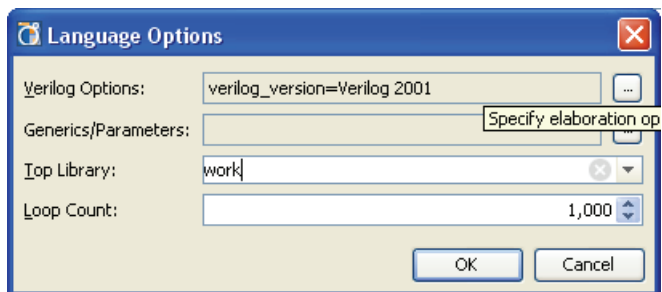 Language Options
Verilog Options: verilog_version=Verilog 2001 ...
Specify elaboration op
Generics/Parameters:
Top Library: work
Loop Count: 1,000
OK Cancel